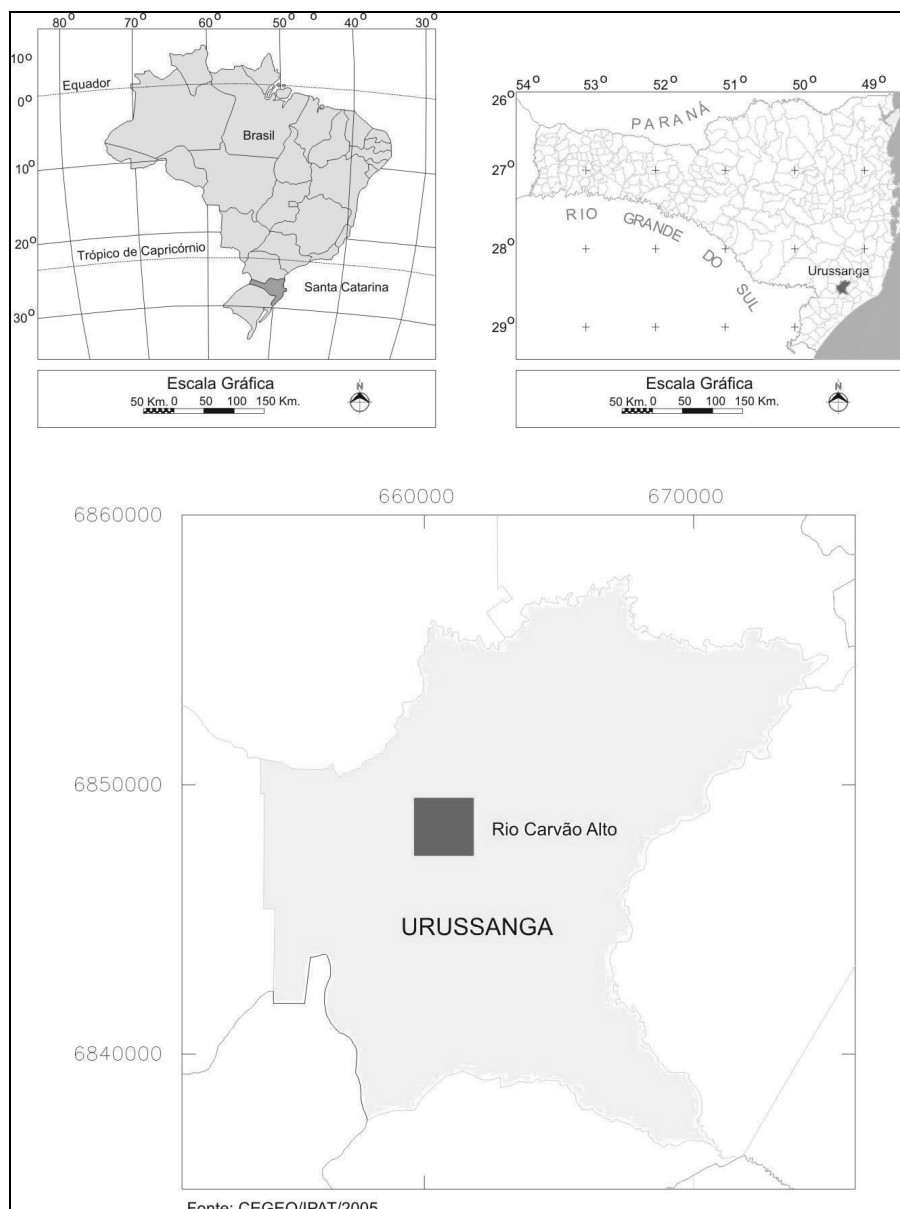 80° 70° 60° 50° o 40° 30°
10°
Equador
0°
Brasil
10°
20°
Trópico de Capricórnio
Santa Catarina
30°
Escala Gráfica
50 Km. 0 50 100 150 Km.
N
54° 53° 52° 51° 50° 49°
26°
PARANÁ
27°
RIO GRANDE DO SUL
28°
Urussanga
29°
Escala Gráfica
50 Km. 0 50 100 150 Km.
N
660000 670000
6860000
6850000
Rio Carvão Alto
URUSSANGA
6840000
Fonte: CEGEO/IPAT/2005